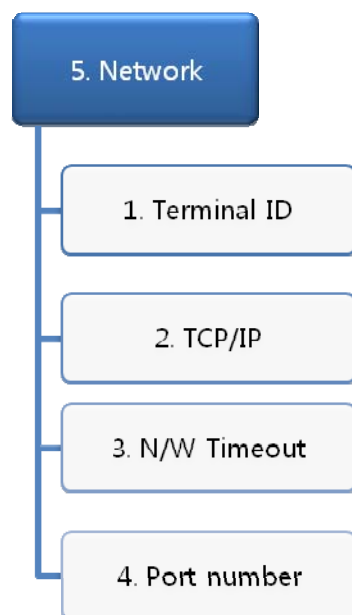 5. Network
1. Terminal ID
2. TCP/IP
3. N/W Timeout
4. Port number